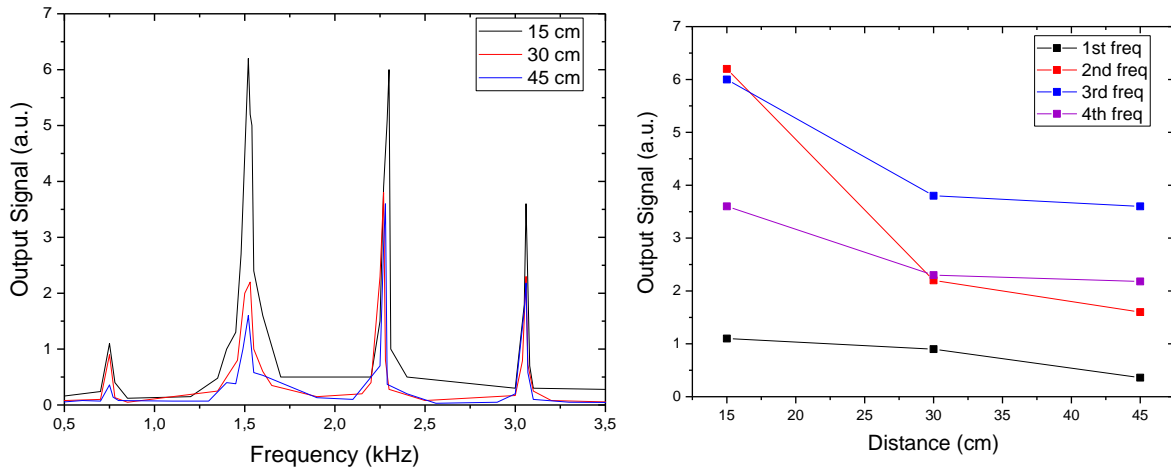 7
6
5
4
3
2
1
0
0,5
1,0
1,5
2,0
2,5
3,0
3,5
Output Signal (a.u.)
Frequency (kHz)
15 cm
30 cm
45 cm
7
6
5
4
3
2
1
0
15
20
25
30
35
40
45
Output Signal (a.u.)
Distance (cm)
1st freq
2nd freq
3rd freq
4th freq